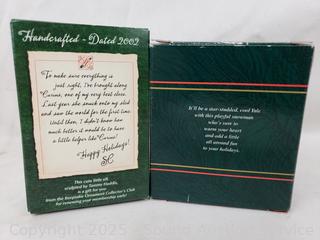 Handcrafted - Dated 2002
To make sure everything is
just right, I've brought along
Carina, one of my very best elves.
Last year she snuck onto my sled
and saw the world for the first time.
Until then, I didn't know how
much better it would be to have
a little helper like Carina!
Happy Holidays!
SC
This cute little elf,
sculpted by Tammy Haddix,
is a gift for you
from the Keepsake Ornament Collector's Club
for renewing your membership early!
It'll be a star-studded, cool Yule
with this playful snowman
who's sure to
warm your heart
and add a little
all around fun
to your holidays.
Copyright 2025